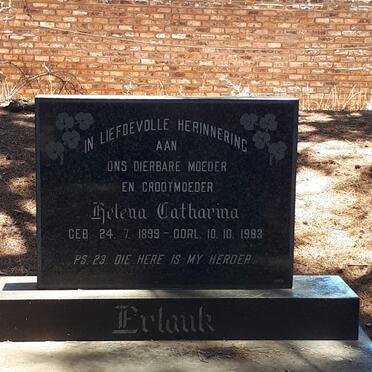 IN LIEFDEVOLLE HERINNERING
AAN
ONS DIERBARE MOEDER
EN GROOTMOEDER
Helena Catharina
GEB. 24. 7. 1899 - OORL. 10. 10. 1983
PS. 23. DIE HERE IS MY HERDER.
Erlank